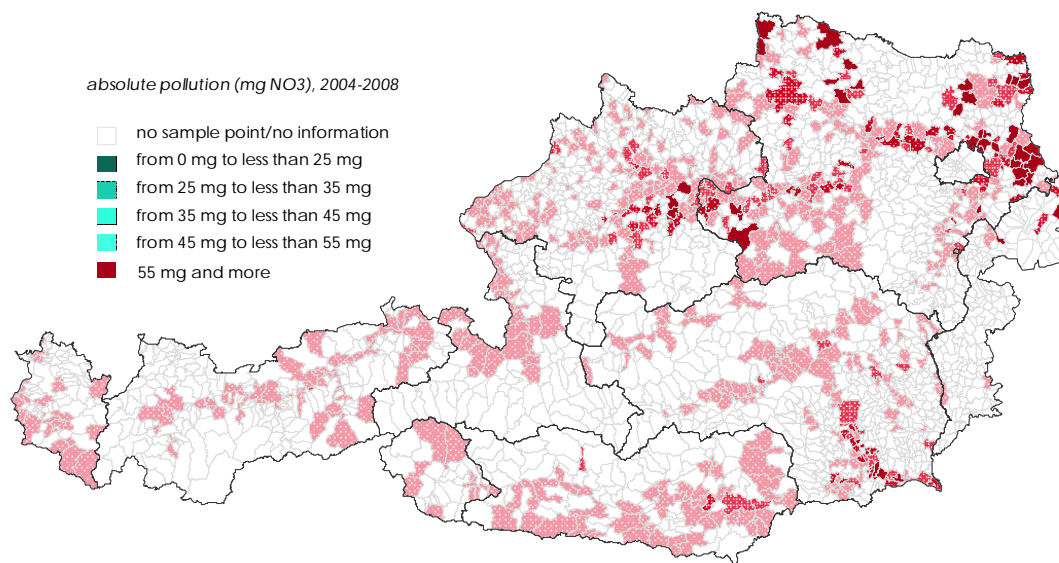 absolute pollution (mg NO3), 2004-2008
no sample point/no information
from 0 mg to less than 25 mg
from 25 mg to less than 35 mg
from 35 mg to less than 45 mg
from 45 mg to less than 55 mg
55 mg and more